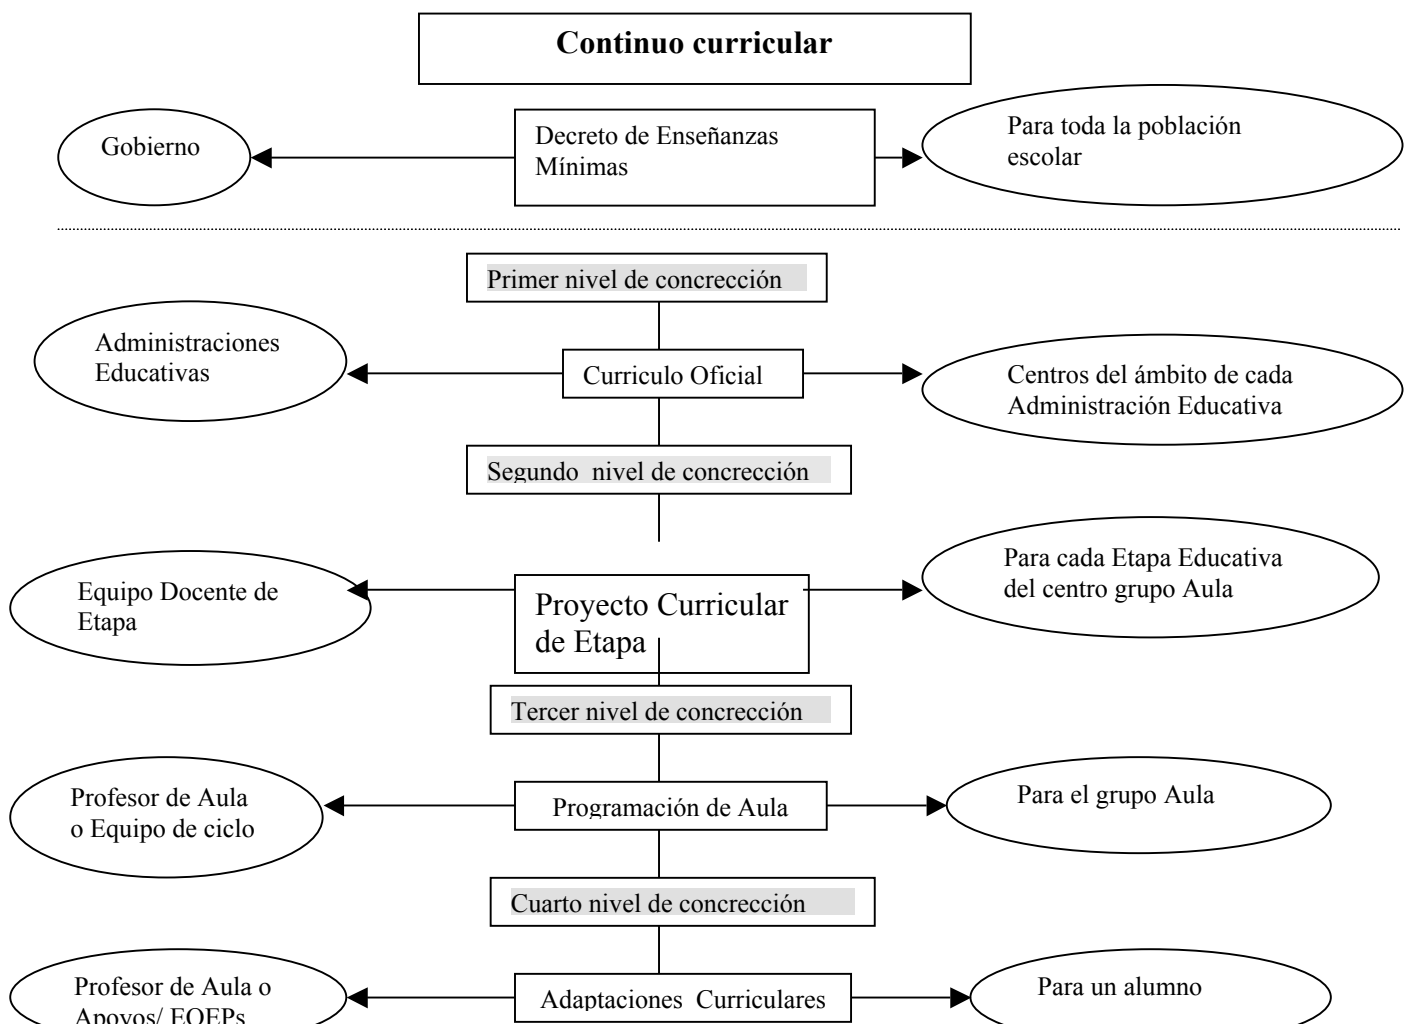 Continuo curricular
Gobierno
Decreto de Enseñanzas
Mínimas
Para toda la población
escolar
Primer nivel de concrección
Administraciones
Educativas
Curriculo Oficial
Centros del ámbito de cada
Administración Educativa
Segundo nivel de concrección
Equipo Docente de
Etapa
Proyecto Curricular
de Etapa
Para cada Etapa Educativa
del centro grupo Aula
Tercer nivel de concrección
Profesor de Aula
o Equipo de ciclo
Programación de Aula
Para el grupo Aula
Cuarto nivel de concrección
Profesor de Aula o
Apoyos/ EOEPs
Adaptaciones Curriculares
Para un alumno